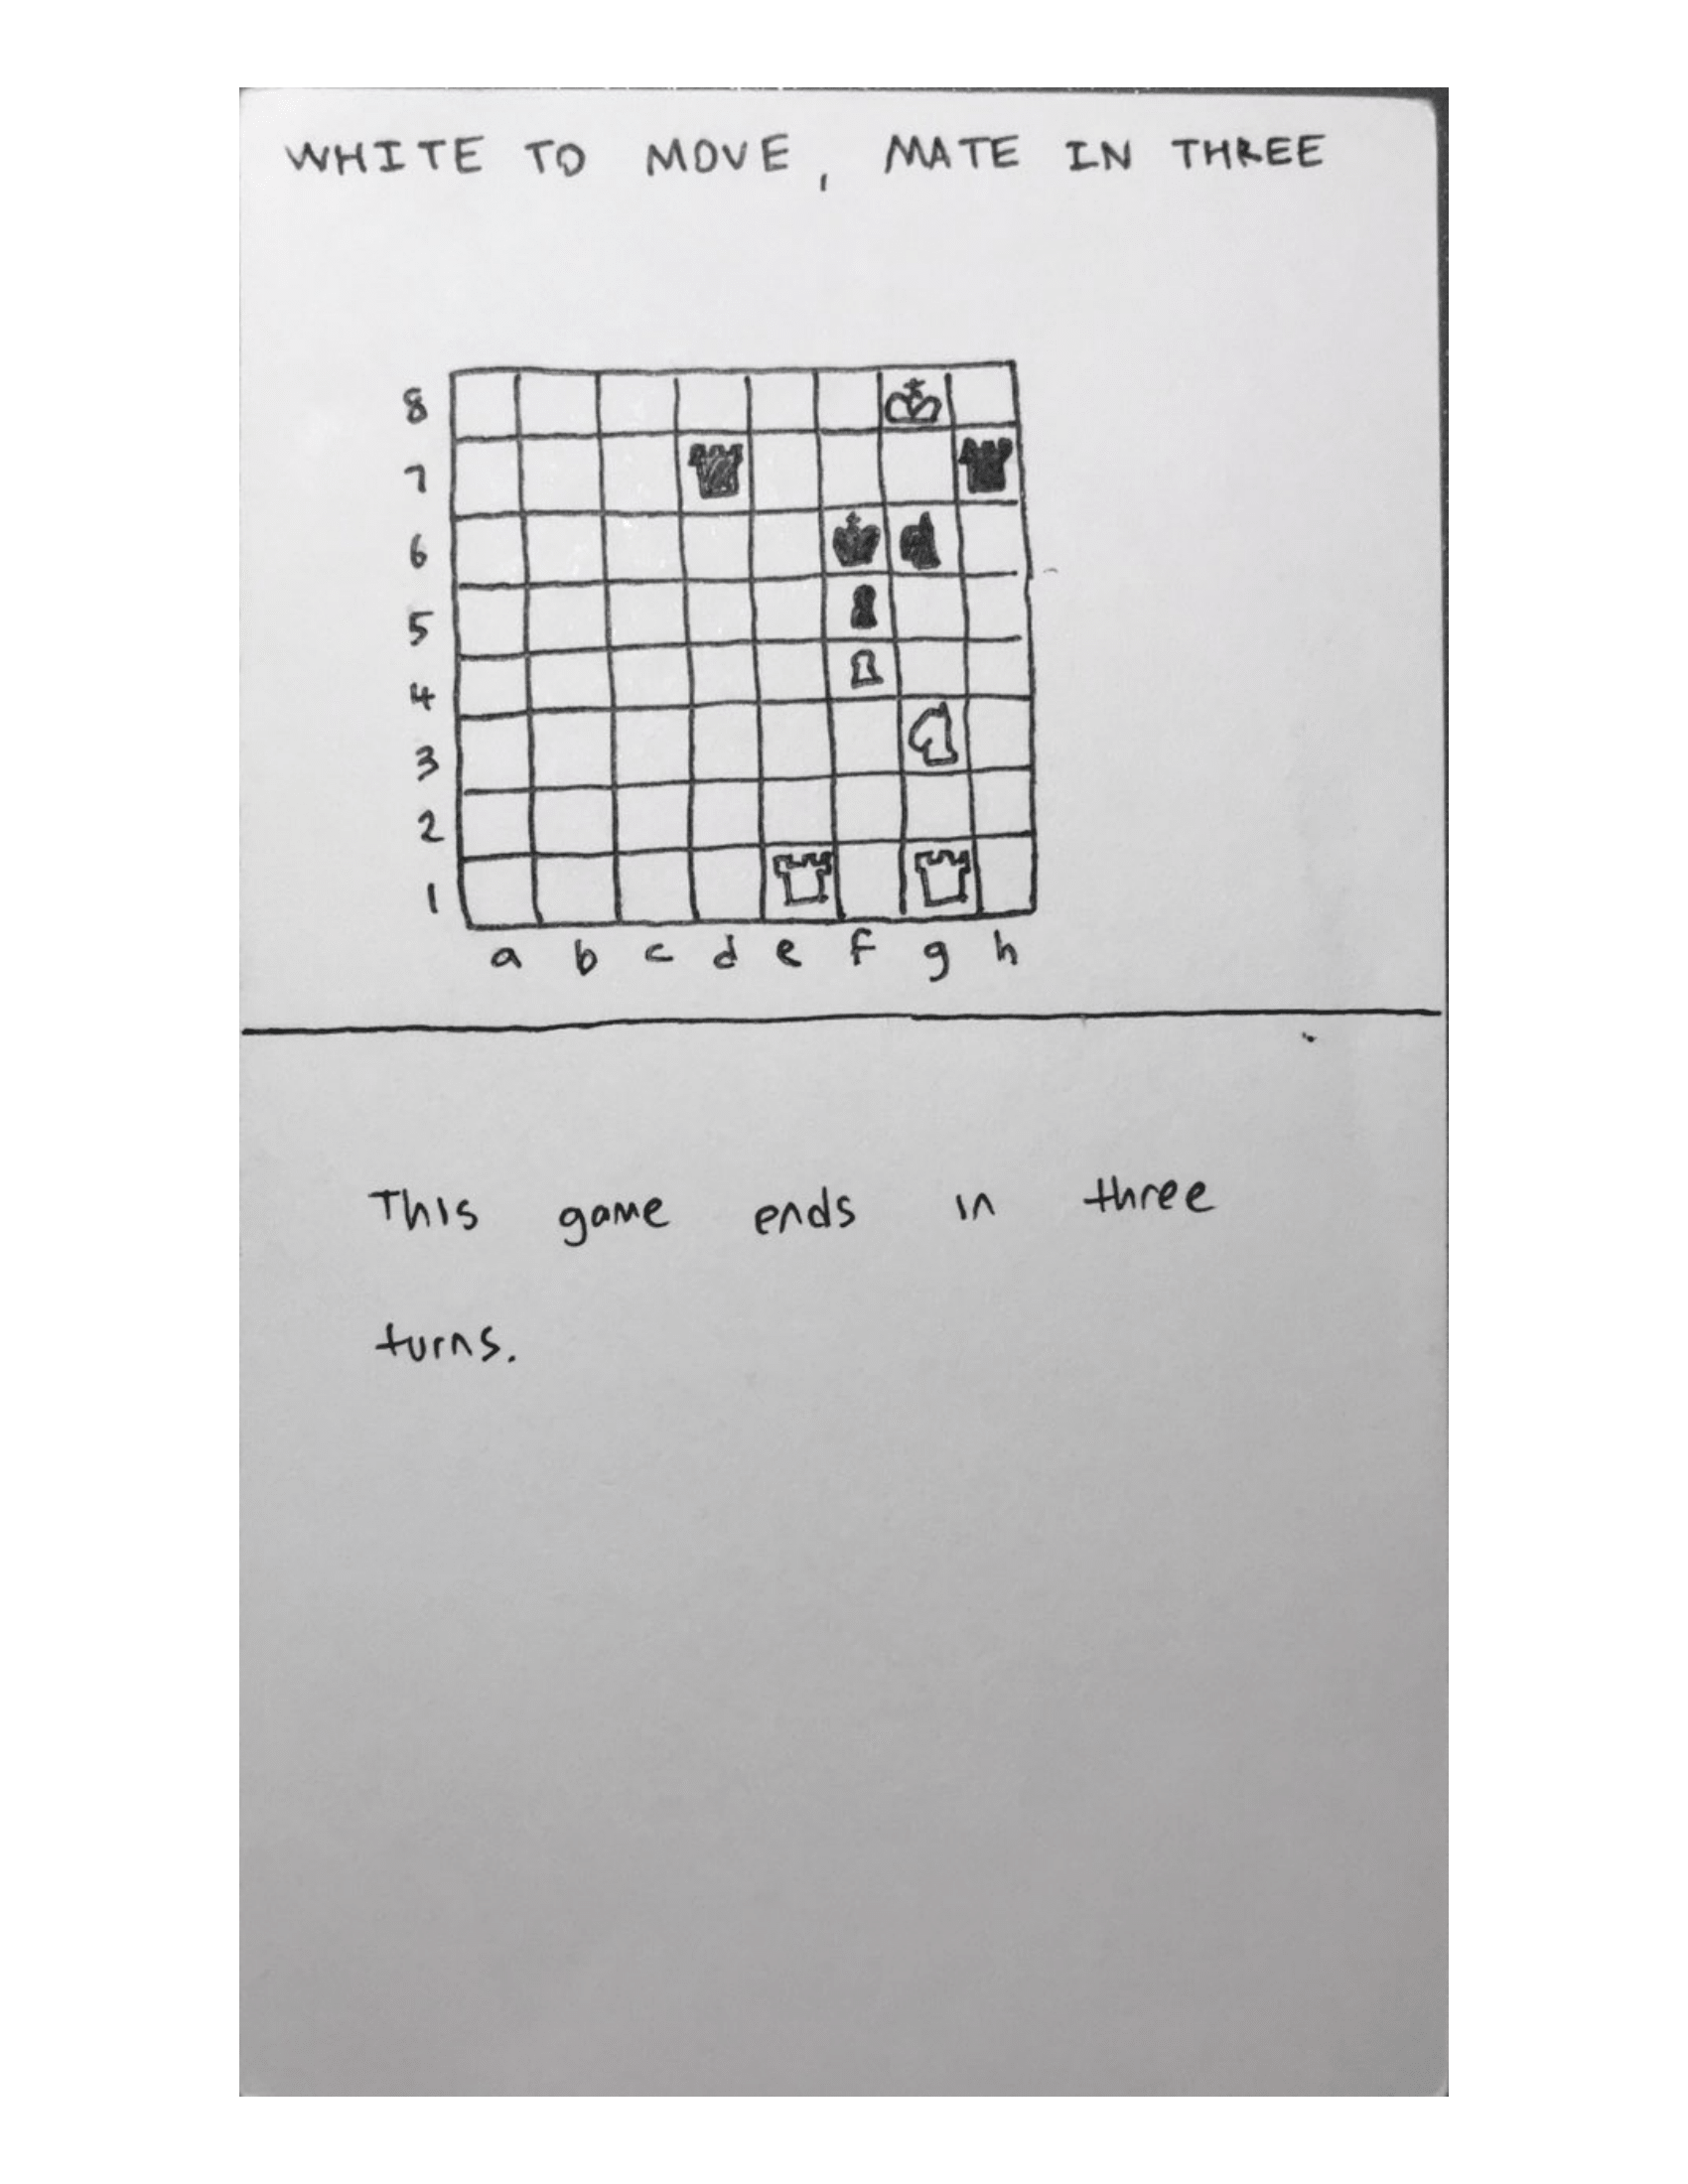 WHITE TO MOVE, MATE IN THREE
8
7
6
5
4
3
2
1
a b c d e f g h
This game ends in three
turns.